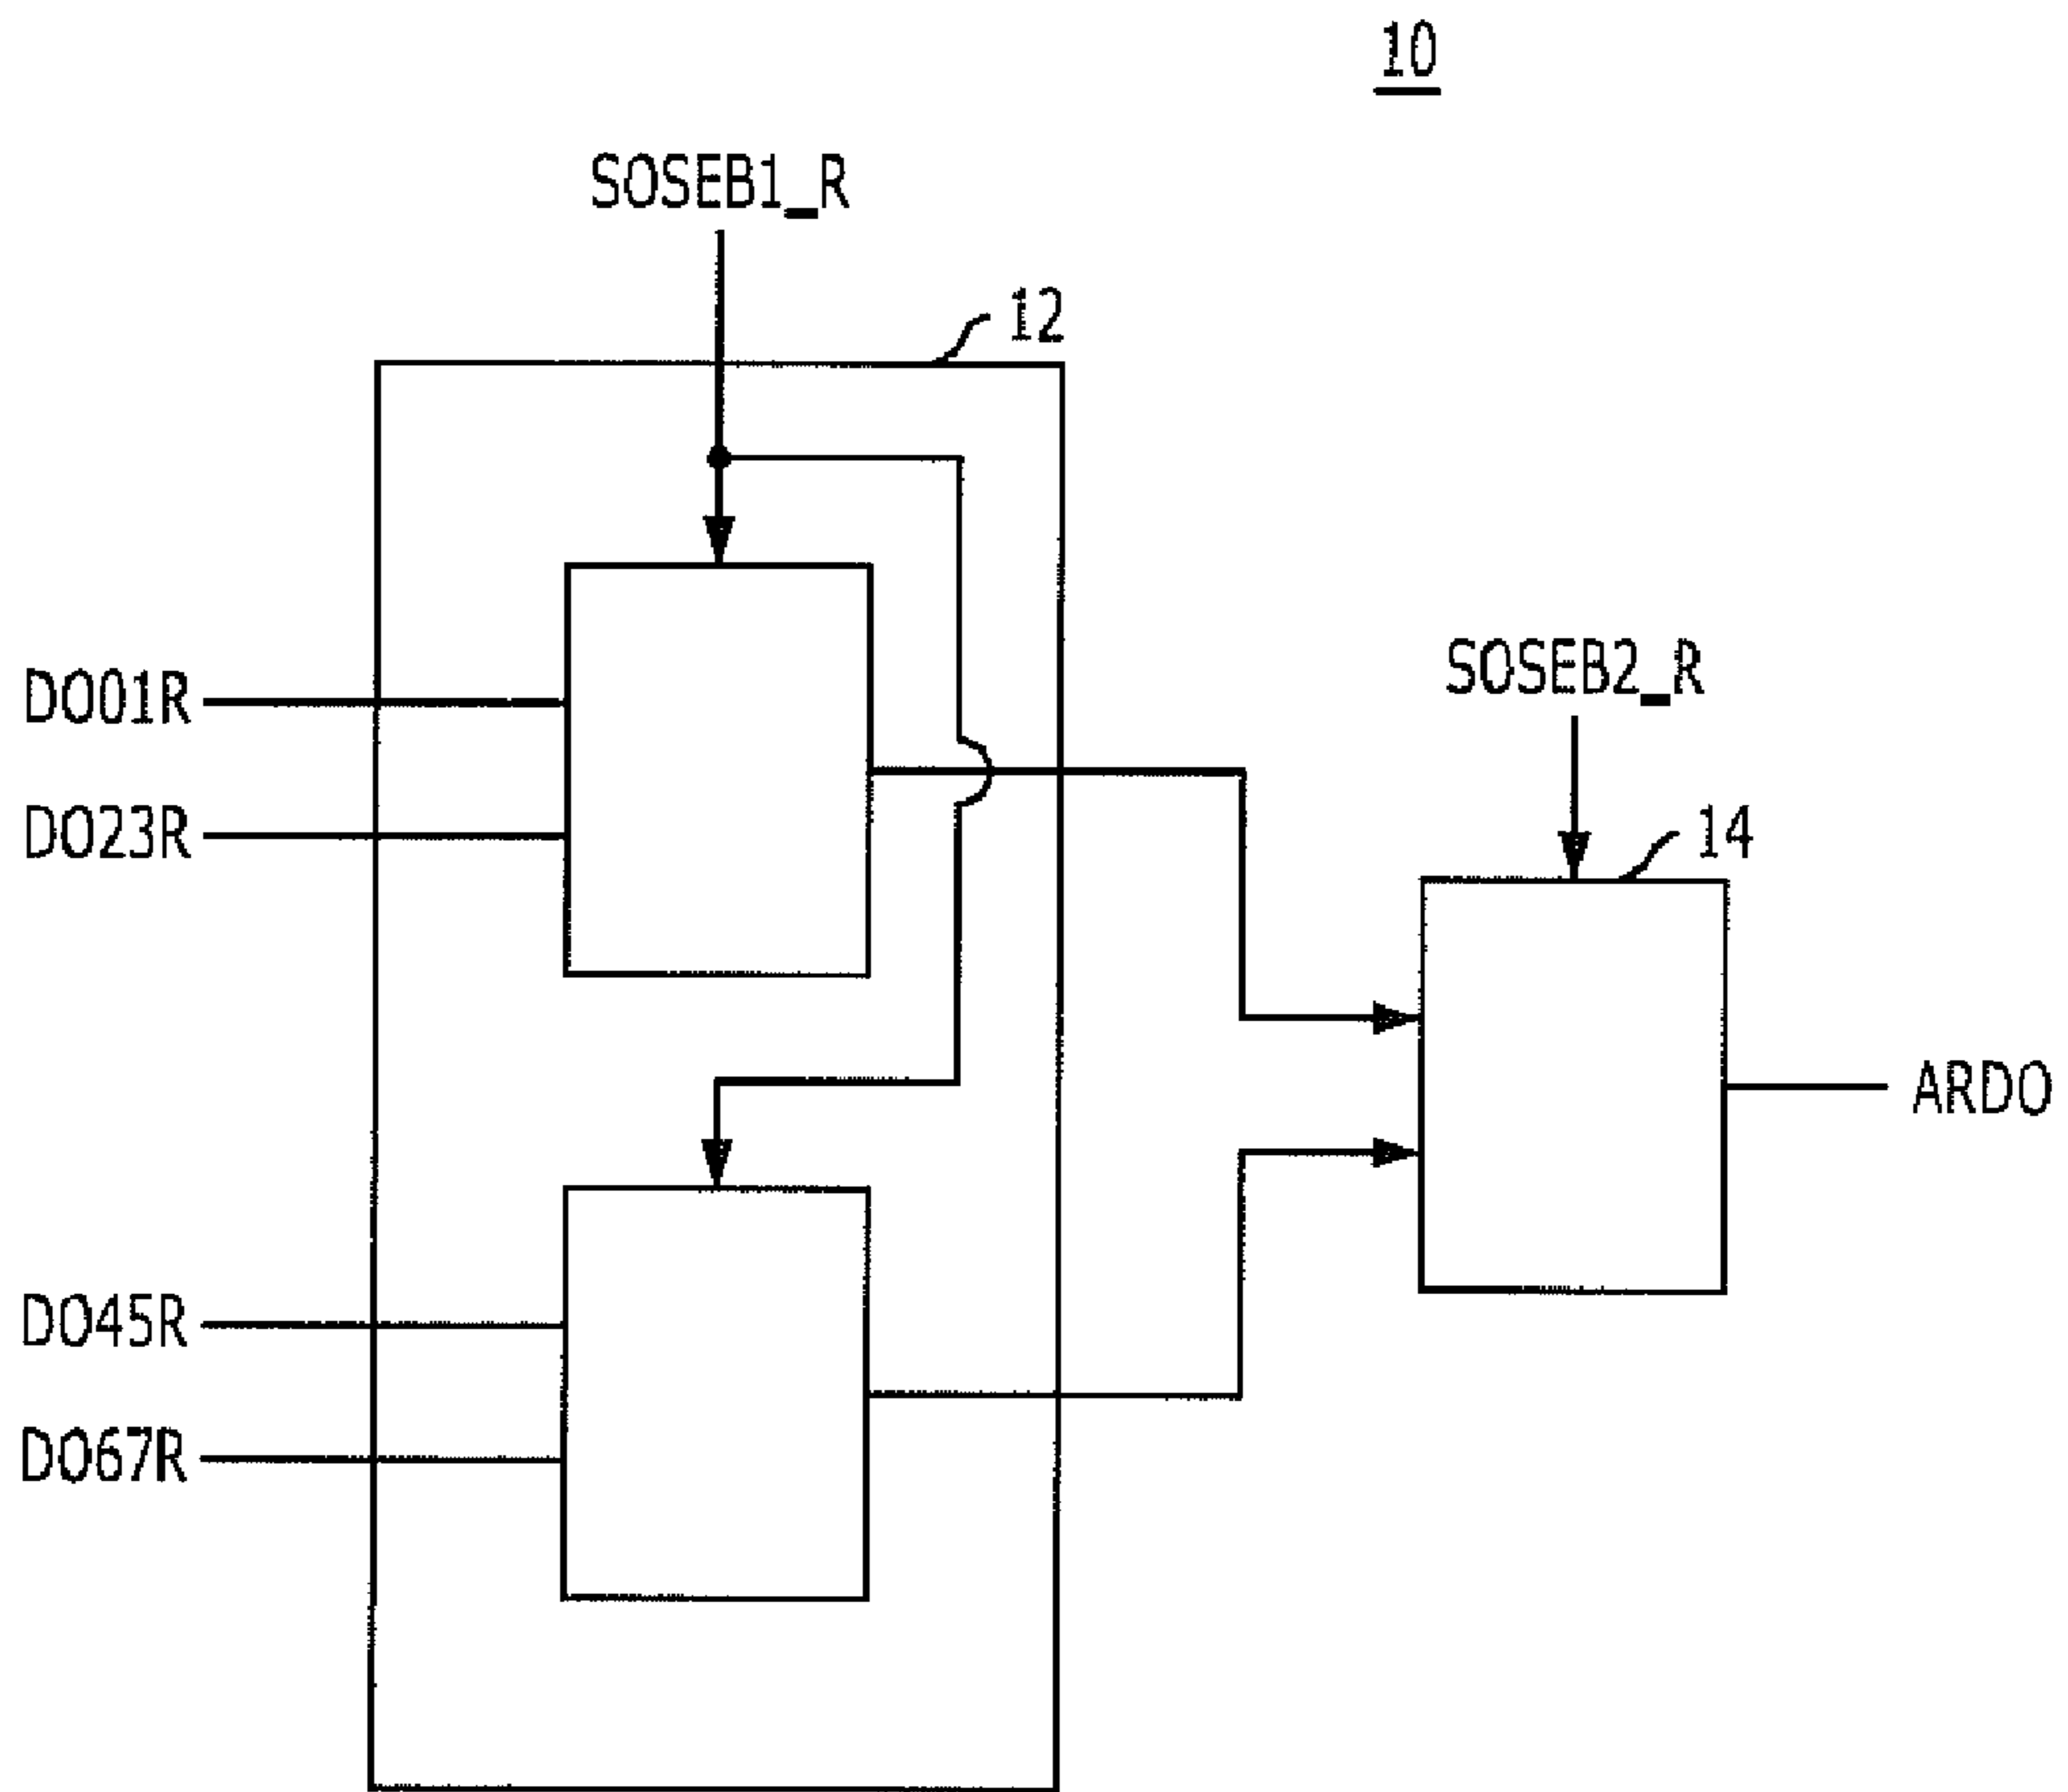 10
SOSEB1_R
12
DO01R
SOSEB2_R
DO23R
14
ARDO
DO45R
DO67R